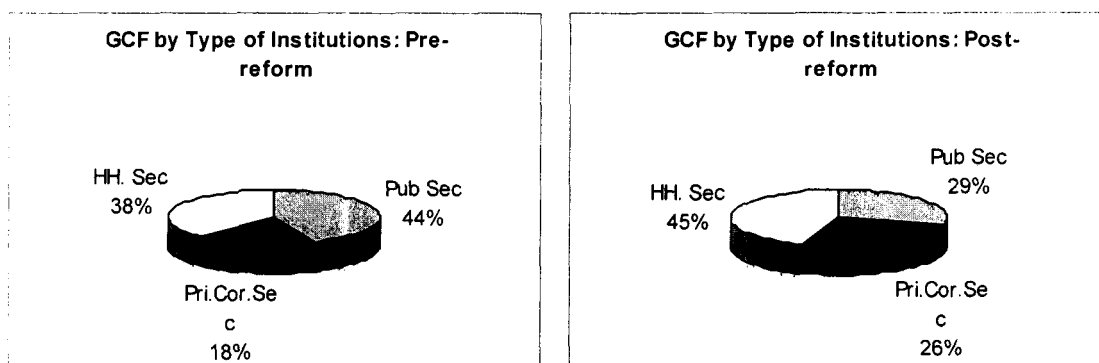 GCF by Type of Institutions: Pre-
reform
HH. Sec
38%
Pub Sec
44%
Pri.Cor.Se
c
18%
GCF by Type of Institutions: Post-
reform
HH. Sec
45%
Pub Sec
29%
Pri.Cor.Se
c
26%